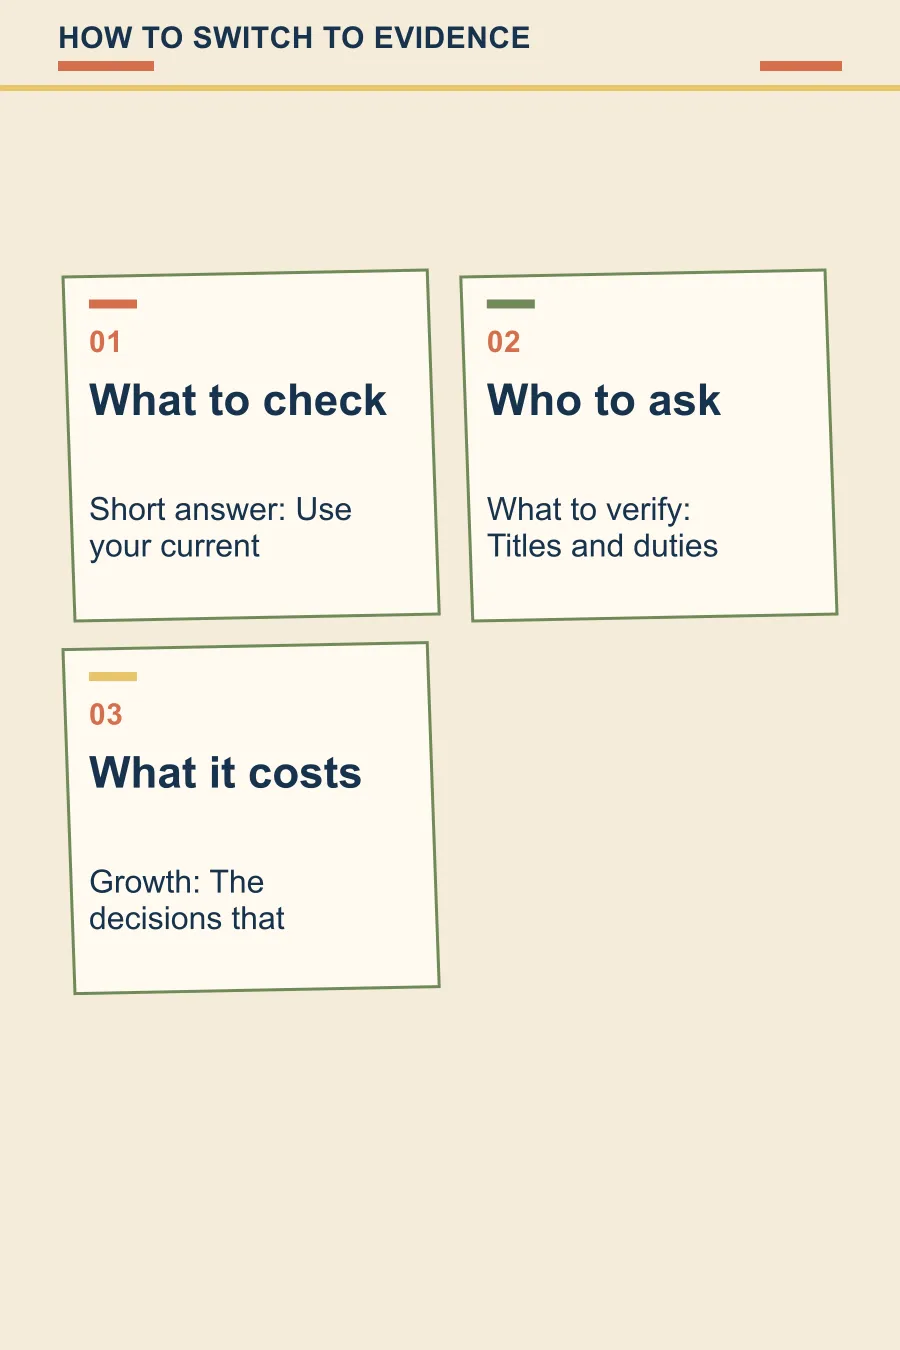 HOW TO SWITCH TO EVIDENCE
01
What to check
Short answer: Use
your current
02
Who to ask
What to verify:
Titles and duties
03
What it costs
Growth: The
decisions that